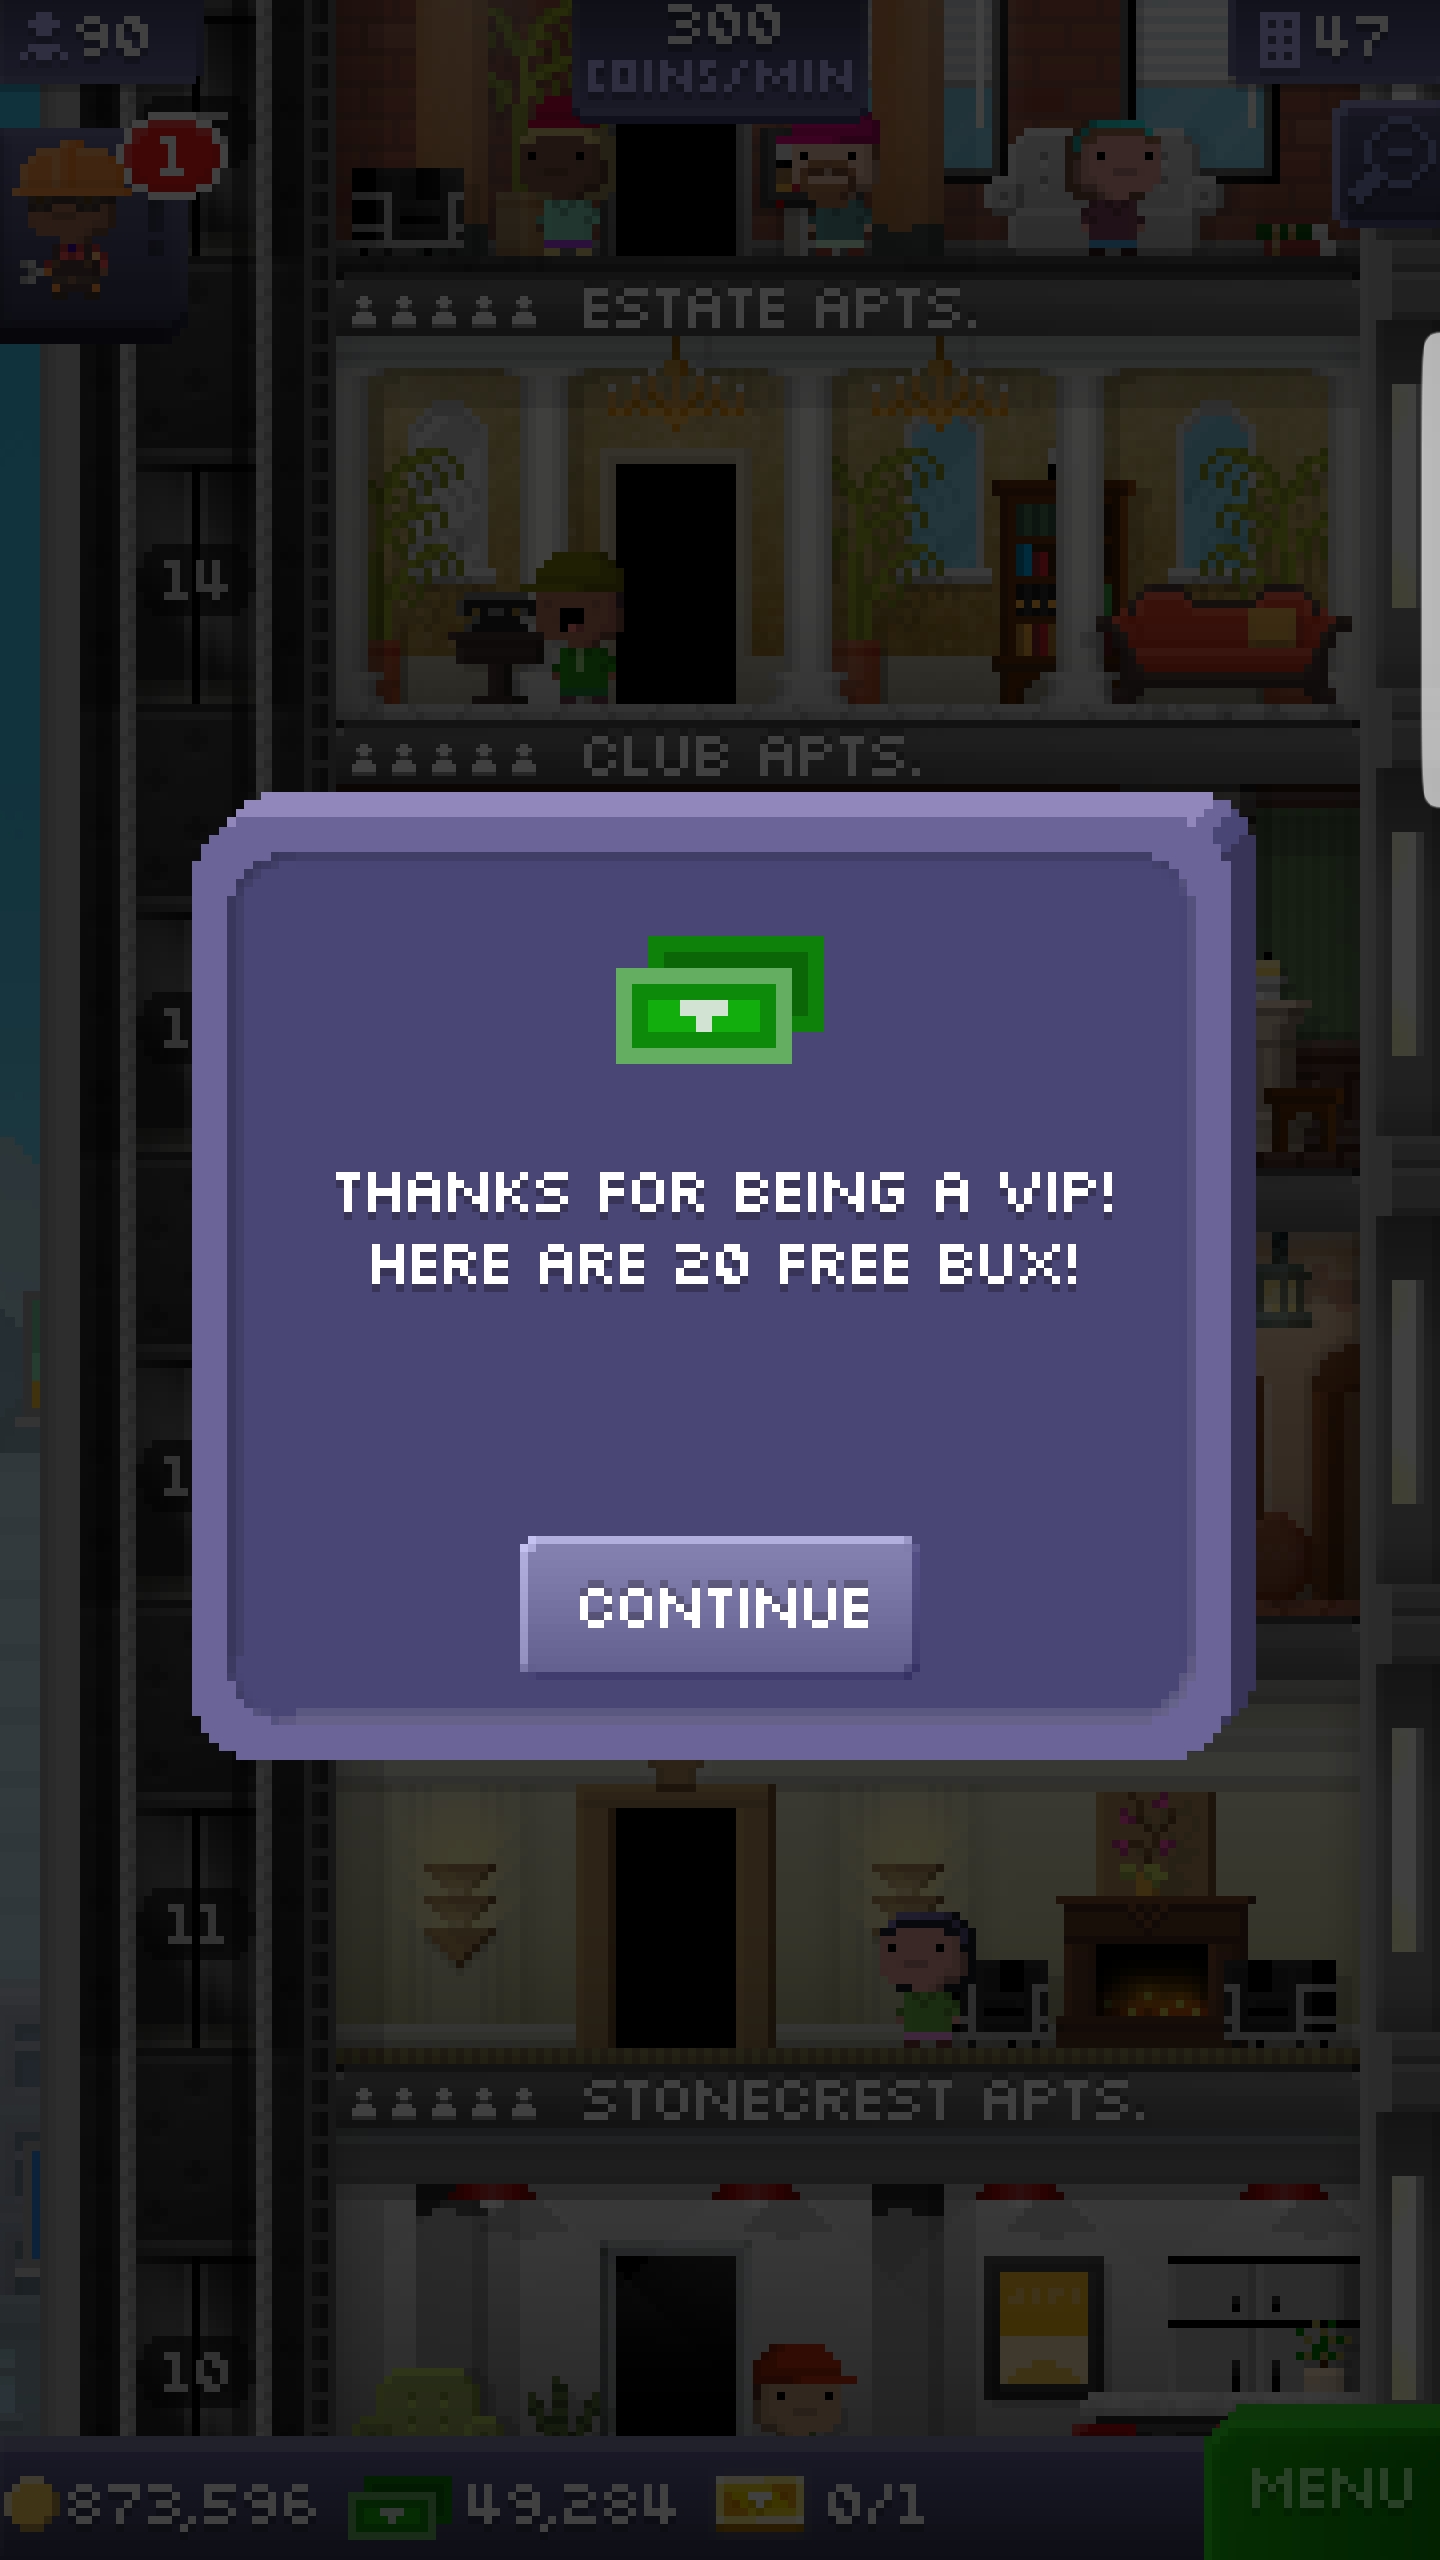 90
300
COINS/MIN
47
1
ESTATE APTS.
14
CLUB APTS.
THANKS FOR BEING A VIP!
HERE ARE 20 FREE BUX!
CONTINUE
11
STONECREST APTS.
10
873,596
49,284
0/1
MENU